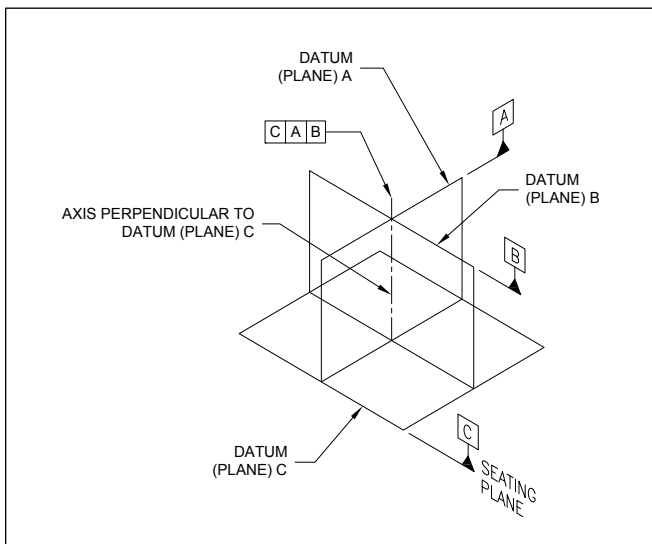 DATUM
(PLANE) A
A
C A B
DATUM
(PLANE) B
AXIS PERPENDICULAR TO
DATUM (PLANE) C
B
DATUM
(PLANE) C
C
SEATING
PLANE